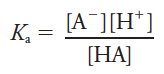 Kₐ = [A⁻][H⁺]
[HA]